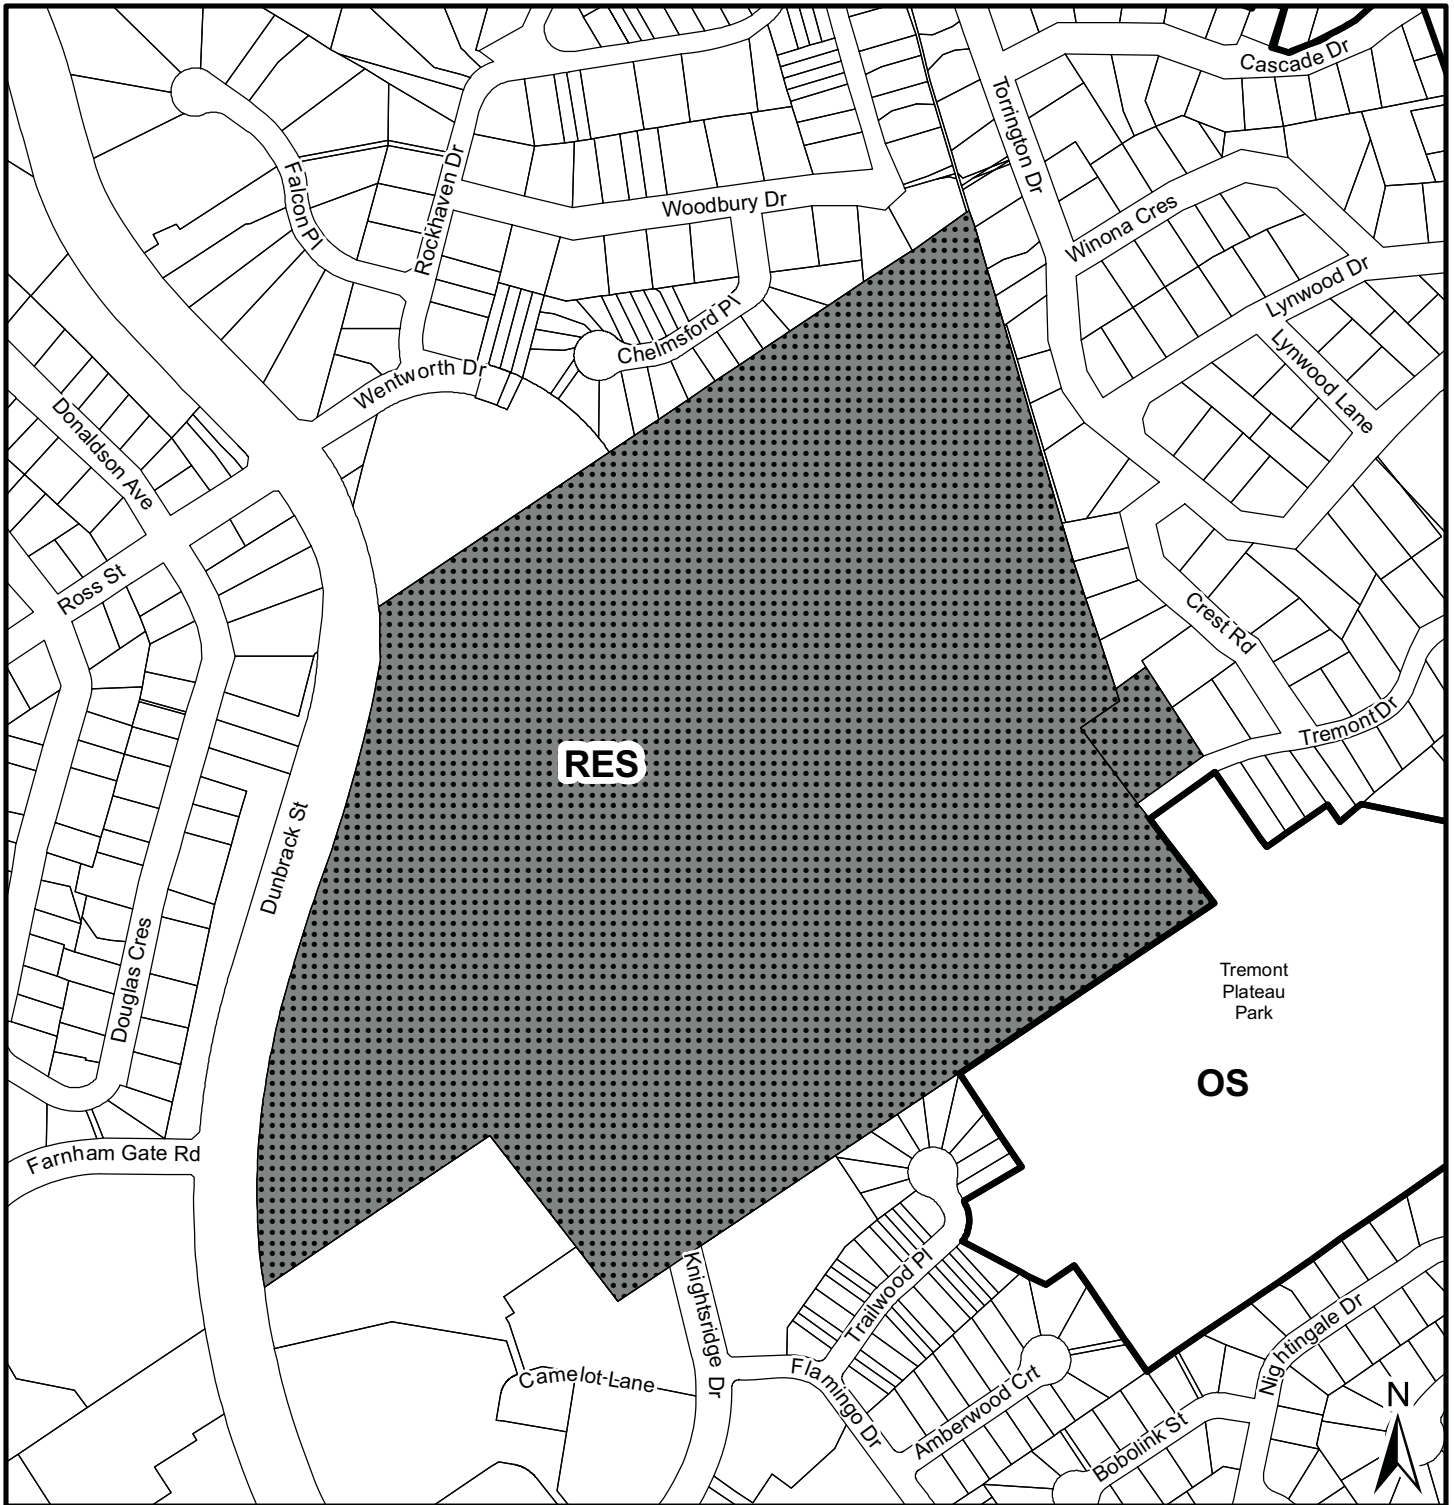 Cascade Dr
Torrington Dr
Falcon Pl
Rockhaven Dr
Woodbury Dr
Winona Cres
Lynwood Dr
Chelmsford Pl
Lynwood Lane
Wentworth Dr
Donaldson Ave
Ross St
Crest Rd
Tremont Dr
RES
Dunbrack St
Douglas Cres
Tremont
Plateau
Park
OS
Farnham Gate Rd
Knightsridge Dr
Trailwood Pl
Camelot Lane
Flamingo Dr
Nightingale Dr
Amberwood Crt
Bobolink St
N